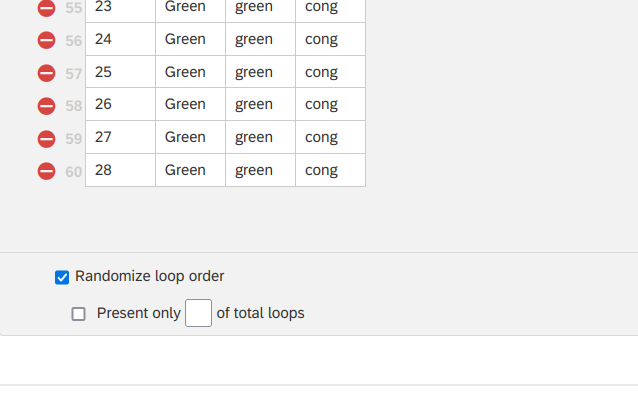 55 23 Green green cong
56 24 Green green cong
57 25 Green green cong
58 26 Green green cong
59 27 Green green cong
60 28 Green green cong
Randomize loop order
Present only of total loops